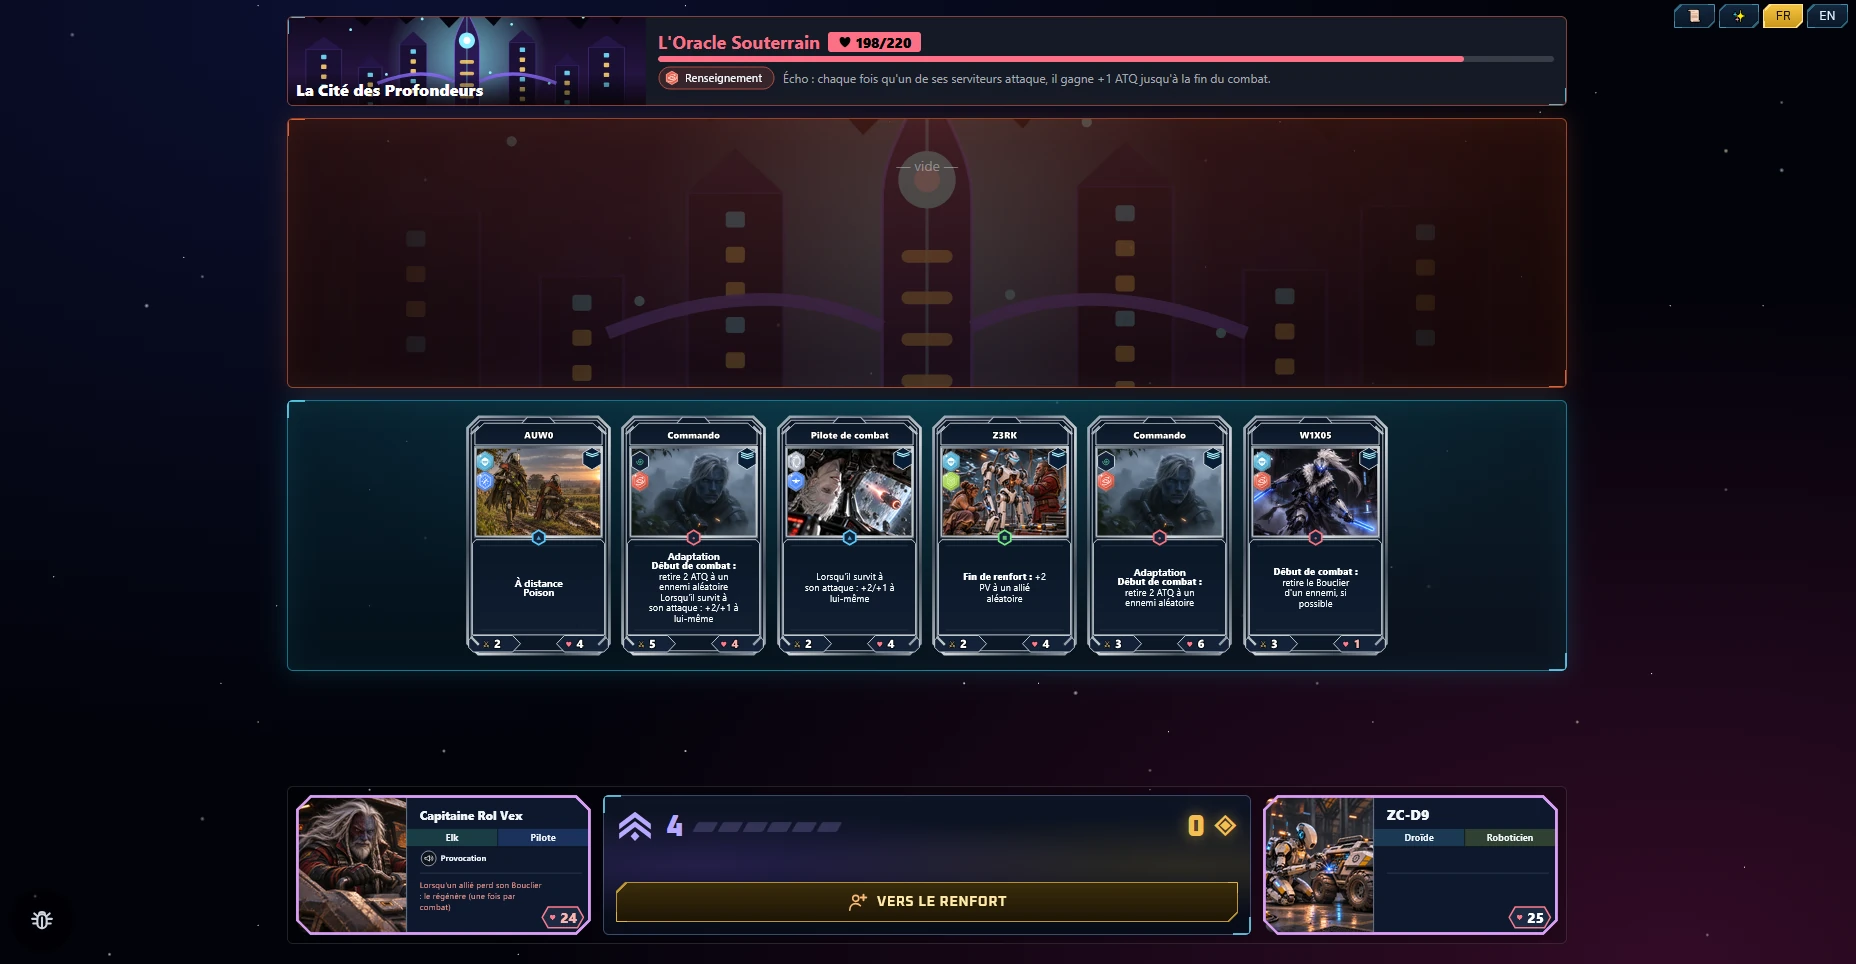 FR
EN
L'Oracle Souterrain
198/220
Renseignement
Écho : chaque fois qu'un de ses serviteurs attaque, il gagne +1 ATQ jusqu'à la fin du combat.
La Cité des Profondeurs
— vide —
AUW0
À distance
Poison
2
4
Commando
Adaptation
Début de combat :
retire 2 ATQ à un
ennemi aléatoire
Lorsqu'il survit à
son attaque : +2/+1 à
lui-même
5
4
Pilote de combat
Lorsqu'il survit à
son attaque : +2/+1 à
lui-même
2
4
Z3RK
Fin de renfort : +2
PV à un allié
aléatoire
2
4
Commando
Adaptation
Début de combat :
retire 2 ATQ à un
ennemi aléatoire
3
6
W1X05
Début de combat :
retire le Bouclier
d'un ennemi, si
possible
3
1
Capitaine Rol Vex
Elk
Pilote
Provocation
Lorsqu'un allié perd son Bouclier
: le régénère (une fois par
combat)
24
4
0
VERS LE RENFORT
ZC-D9
Droïde
Roboticien
25